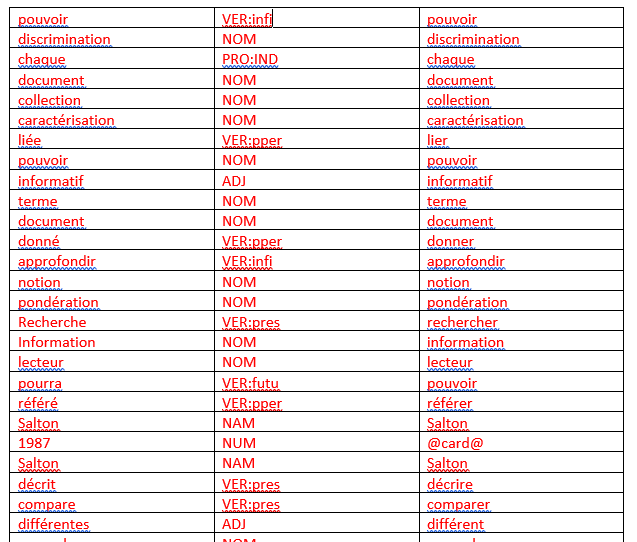 pouvoir VER:infi pouvoir
discrimination NOM discrimination
chaque PRO:IND chaque
document NOM document
collection NOM collection
caractérisation NOM caractérisation
liée VER:pper lier
pouvoir NOM pouvoir
informatif ADJ informatif
terme NOM terme
document NOM document
donné VER:pper donner
approfondir VER:infi approfondir
notion NOM notion
pondération NOM pondération
Recherche VER:pres rechercher
Information NOM information
lecteur NOM lecteur
pourra VER:futu pouvoir
référé VER:pper référer
Salton NAM Salton
1987 NUM @card@
Salton NAM Salton
décrit VER:pres décrire
compare VER:pres comparer
différentes ADJ différent
NOM